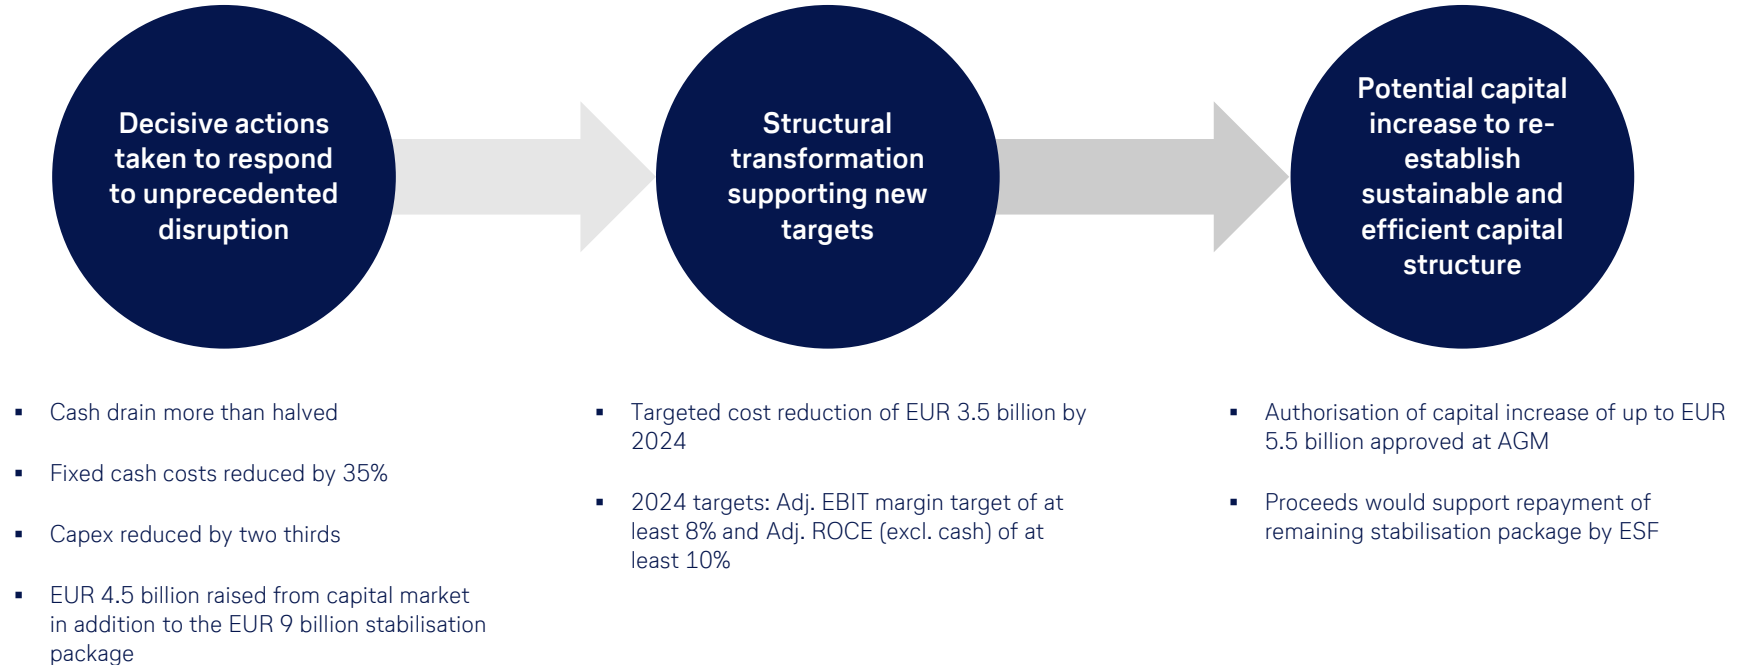 Decisive actions
taken to respond
to unprecedented
disruption
Structural
transformation
supporting new
targets
Potential capital
increase to re-
establish
sustainable and
efficient capital
structure
▪ Cash drain more than halved
▪ Fixed cash costs reduced by 35%
▪ Capex reduced by two thirds
▪ EUR 4.5 billion raised from capital market
in addition to the EUR 9 billion stabilisation
package
▪ Targeted cost reduction of EUR 3.5 billion by
2024
▪ 2024 targets: Adj. EBIT margin target of at
least 8% and Adj. ROCE (excl. cash) of at
least 10%
▪ Authorisation of capital increase of up to EUR
5.5 billion approved at AGM
▪ Proceeds would support repayment of
remaining stabilisation package by ESF